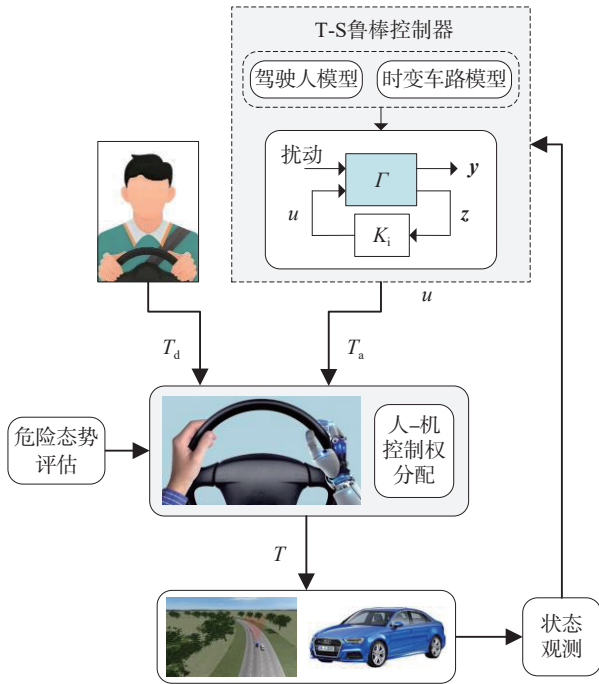 T-S鲁棒控制器
驾驶人模型
时变车路模型
扰动
Γ
y
u
z
Ki
u
Td
Ta
危险态势
评估
人–机
控制权
分配
T
状态
观测